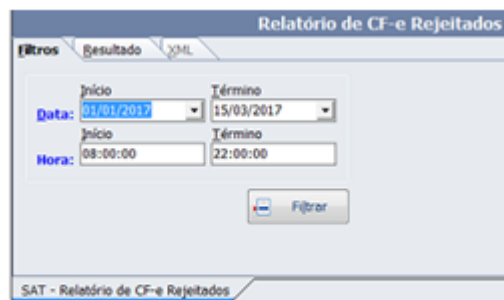 Relatório de CF-e Rejeitados
Filtros Resultado XML
Início Término
Data: 01/01/2017 15/03/2017
Início Término
Hora: 08:00:00 22:00:00
Filtrar
SAT - Relatório de CF-e Rejeitados